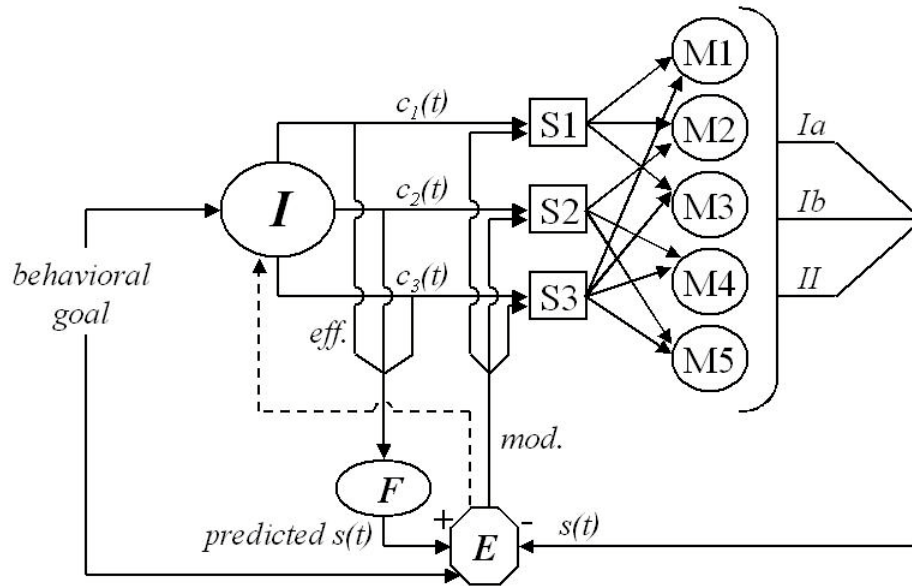 M1
c1(t)
S1
M2
Ia
c2(t)
I
S2
M3
Ib
behavioral
goal
c3(t)
S3
M4
II
eff.
M5
mod.
F
predicted s(t)
+
E
-
s(t)